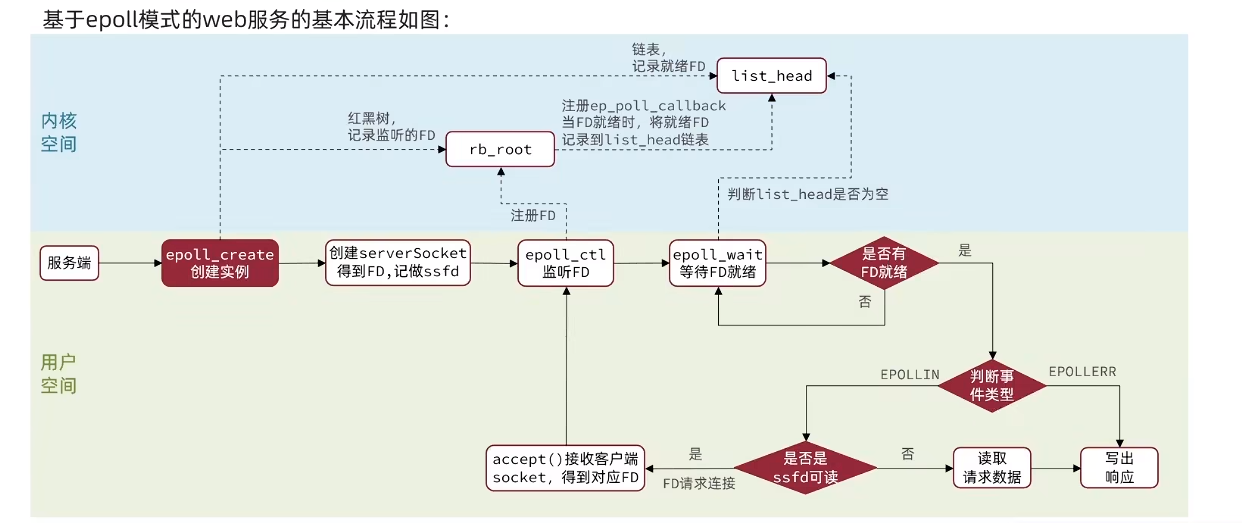 基于epoll模式的web服务的基本流程如图：
链表，
记录就绪FD
list_head
内核
空间
红黑树，
记录监听的FD
rb_root
注册ep_poll_callback
当FD就绪时，将就绪FD
记录到list_head链表
判断list_head是否为空
注册FD
服务端
epoll_create
创建实例
创建serverSocket
得到FD,记做ssfd
epoll_ctl
监听FD
epoll_wait
等待FD就绪
是否有
FD就绪
是
否
用户
空间
EPOLLIN
判断事
件类型
EPOLLERR
accept()接收客户端
socket，得到对应FD
是
FD请求连接
是否是
ssfd可读
否
读取
请求数据
写出
响应